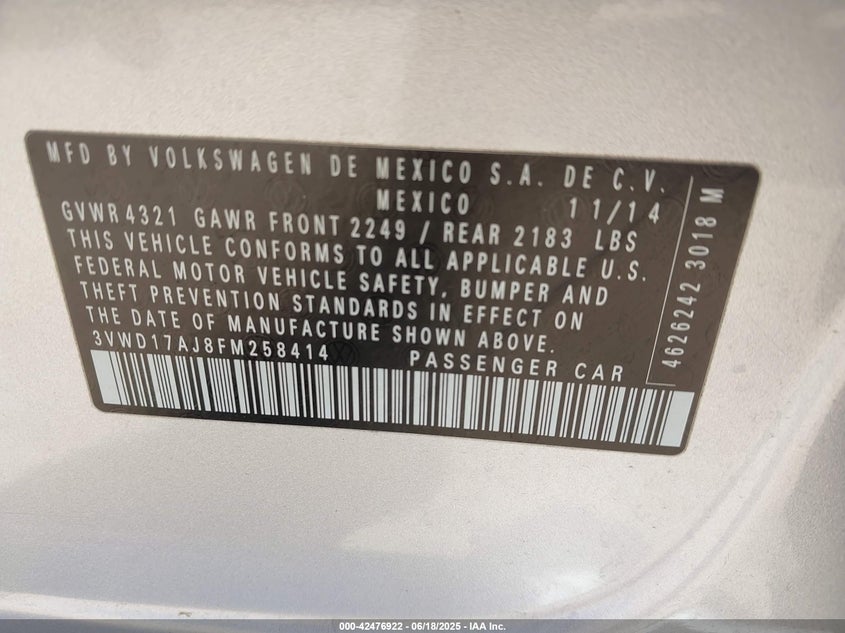 MFD BY VOLKSWAGEN DE MEXICO S.A. DE C.V.
MEXICO 11/14
GVWR 4321 GAWR FRONT 2249 / REAR 2183 LBS
THIS VEHICLE CONFORMS TO ALL APPLICABLE U.S.
FEDERAL MOTOR VEHICLE SAFETY, BUMPER AND
THEFT PREVENTION STANDARDS IN EFFECT ON
THE DATE OF MANUFACTURE SHOWN ABOVE.
3VWD17AJ8FM258414 PASSENGER CAR
4626242 3018 M
000-42476922 / 06/18/2025 - IAA Inc.